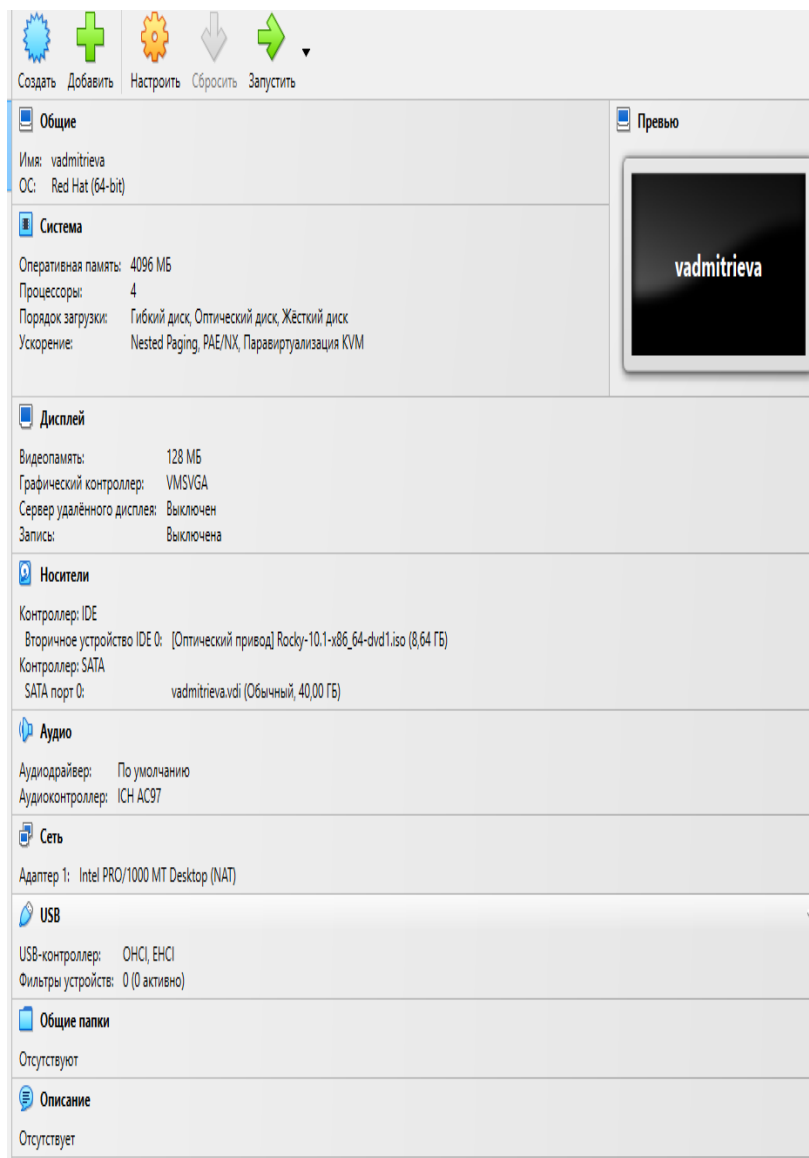 Создать Добавить Настроить Сбросить Запустить
Общие
Имя: vadmitrieva
ОС: Red Hat (64-bit)
Превью
vadmitrieva
Система
Оперативная память: 4096 МБ
Процессоры: 4
Порядок загрузки: Гибкий диск, Оптический диск, Жёсткий диск
Ускорение: Nested Paging, PAE/NX, Паравиртуализация KVM
Дисплей
Видеопамять: 128 МБ
Графический контроллер: VMSVGA
Сервер удалённого дисплея: Выключен
Запись: Выключена
Носители
Контроллер: IDE
Вторичное устройство IDE 0: [Оптический привод] Rocky-10.1-x86_64-dvd1.iso (8,64 ГБ)
Контроллер: SATA
SATA порт 0: vadmitrieva.vdi (Обычный, 40,00 ГБ)
Аудио
Аудиодрайвер: По умолчанию
Аудиоконтроллер: ICH AC97
Сеть
Адаптер 1: Intel PRO/1000 MT Desktop (NAT)
USB
USB-контроллер: OHCI, EHCI
Фильтры устройств: 0 (0 активно)
Общие папки
Отсутствуют
Описание
Отсутствует